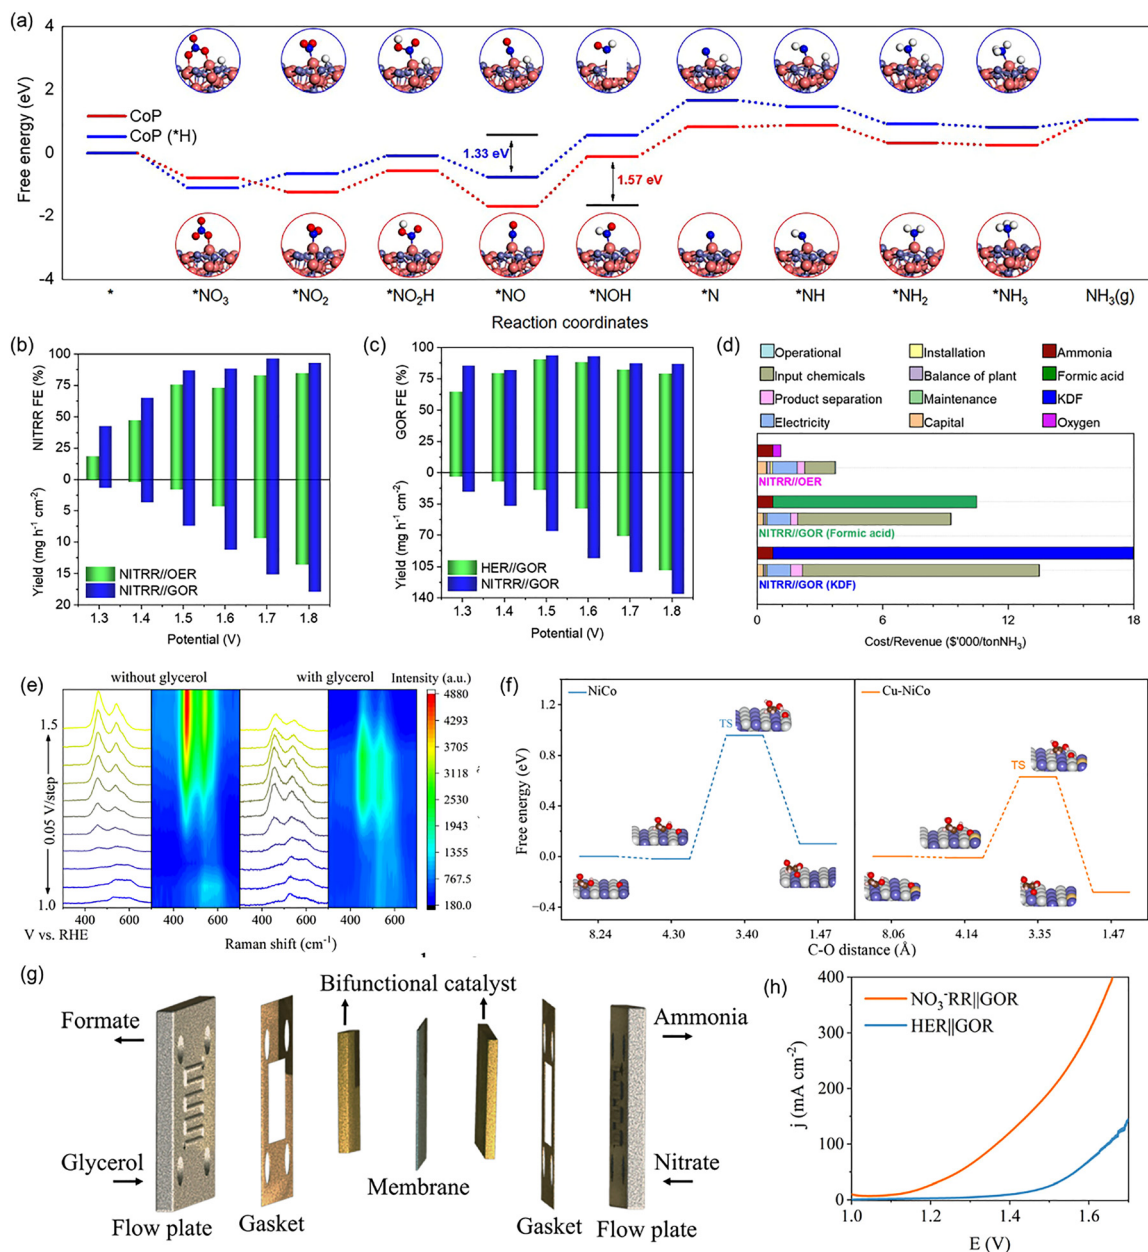 (a)
4
2
0
-2
-4
Free energy (eV)
CoP
CoP (*H)
1.33 eV
1.57 eV
*
*NO₃
*NO₂
*NO₂H
*NO
*NOH
*N
*NH
*NH₂
*NH₃
NH₃(g)
Reaction coordinates
(b)
100
75
50
25
0
5
10
15
20
NITRR FE (%)
Yield (mg h⁻¹ cm⁻²)
NITRR//OER
NITRR//GOR
1.3 1.4 1.5 1.6 1.7 1.8
Potential (V)
(c)
100
80
60
40
20
0
35
70
105
140
GOR FE (%)
Yield (mg h⁻¹ cm⁻²)
HER//GOR
NITRR//GOR
1.3 1.4 1.5 1.6 1.7 1.8
Potential (V)
(d)
Operational Installation Ammonia
Input chemicals Balance of plant Formic acid
Product separation Maintenance KDF
Electricity Capital Oxygen
NITRR//OER
NITRR//GOR (Formic acid)
NITRR//GOR (KDF)
0 6 12 18
Cost/Revenue ($'000/tonNH₃)
(e)
without glycerol with glycerol Intensity (a.u.)
1.5
0.05 V/step
1.0
V vs. RHE
400 600 400 600 400 600 400 600
Raman shift (cm⁻¹)
4880
4293
3705
3118
2530
1943
1355
767.5
180.0
(f)
NiCo
Cu-NiCo
TS
TS
1.2
0.8
0.4
0.0
−0.4
Free energy (eV)
8.24 4.30 3.40 1.47 8.06 4.14 3.35 1.47
C-O distance (Å)
(g)
Bifunctional catalyst
Formate
Ammonia
Glycerol
Nitrate
Membrane
Flow plate
Gasket
Gasket
Flow plate
(h)
NO₃⁻RR||GOR
HER||GOR
400
300
200
100
0
j (mA cm⁻²)
1.0 1.2 1.4 1.6
E (V)